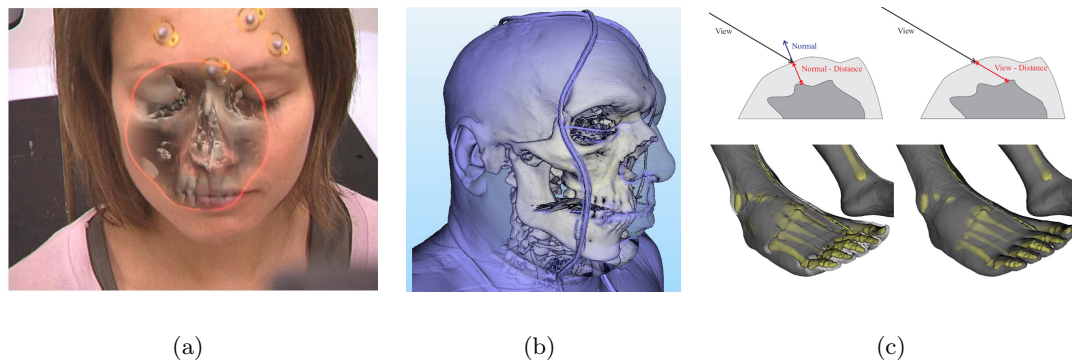 View
Normal
Normal - Distance
View
View - Distance
(a)
(b)
(c)